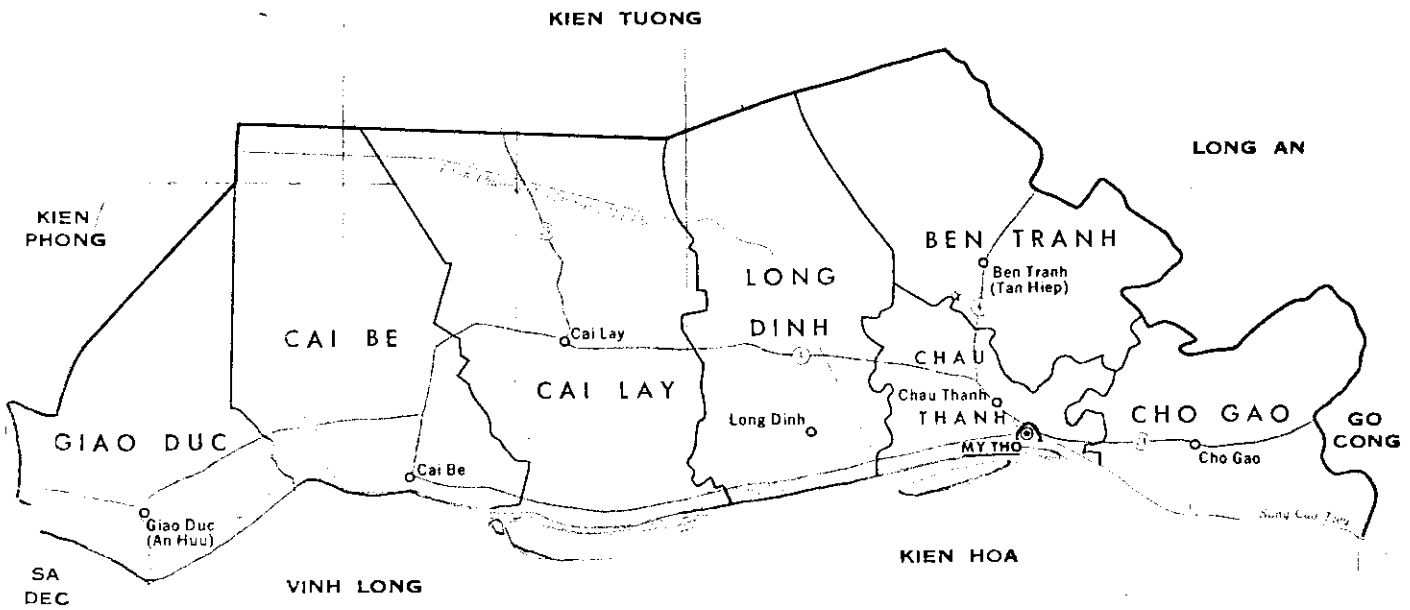 KIEN TUONG
LONG AN
KIEN
PHONG
BEN TRANH
Ben Tranh
(Tan Hiep)
LONG
DINH
CAI BE
Cai Lay
CHAU
CAI LAY
Chau Thanh
THANH
CHO GAO
Long Dinh
GIAO DUC
GO
CONG
MY THO
Cho Gao
Cai Be
Giao Duc
(An Huu)
KIEN HOA
SA
DEC
VINH LONG
4